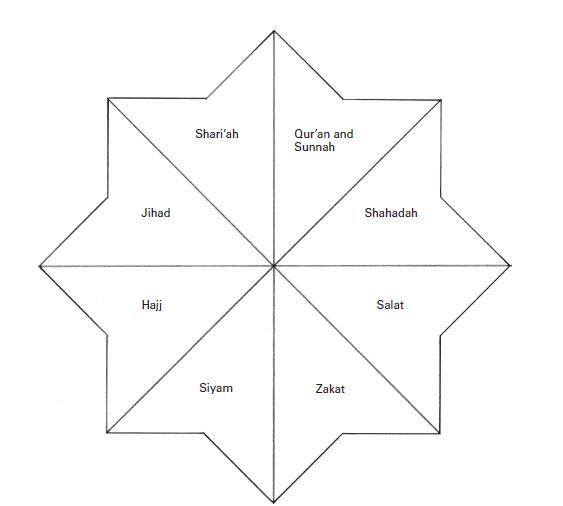 Shari'ah
Qur'an and
Sunnah
Jihad
Shahadah
Hajj
Salat
Siyam
Zakat